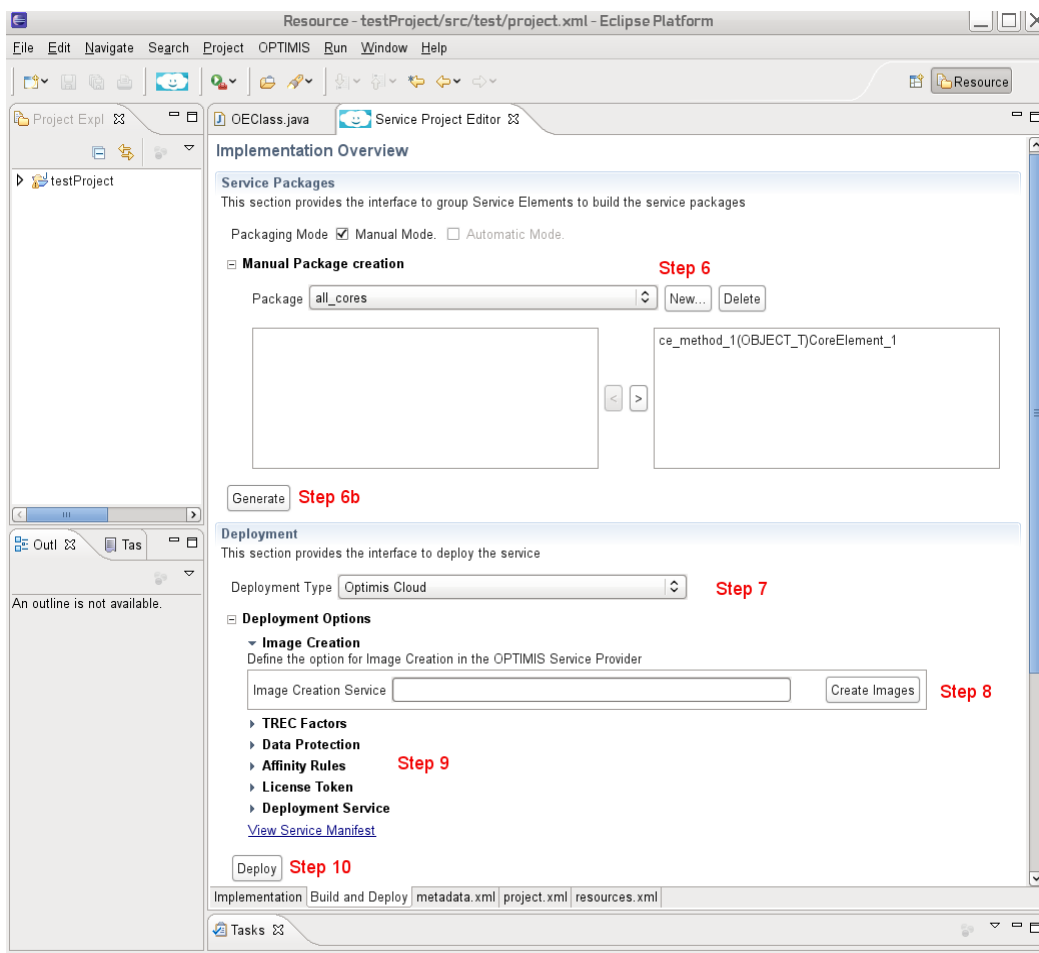 Resource - testProject/src/test/project.xml - Eclipse Platform
File Edit Navigate Search Project OPTIMIS Run Window Help
Resource
Project Expl
OEClass.java
Service Project Editor
testProject
Implementation Overview
Service Packages
This section provides the interface to group Service Elements to build the service packages
Packaging Mode Manual Mode. Automatic Mode.
Manual Package creation
Step 6
Package all_cores New... Delete
ce_method_1(OBJECT_T)CoreElement_1
< >
Generate Step 6b
Outl Tas
An outline is not available.
Deployment
This section provides the interface to deploy the service
Deployment Type Optimis Cloud Step 7
Deployment Options
Image Creation
Define the option for Image Creation in the OPTIMIS Service Provider
Image Creation Service Create Images Step 8
TREC Factors
Data Protection
Affinity Rules Step 9
License Token
Deployment Service
View Service Manifest
Deploy Step 10
Implementation Build and Deploy metadata.xml project.xml resources.xml
Tasks